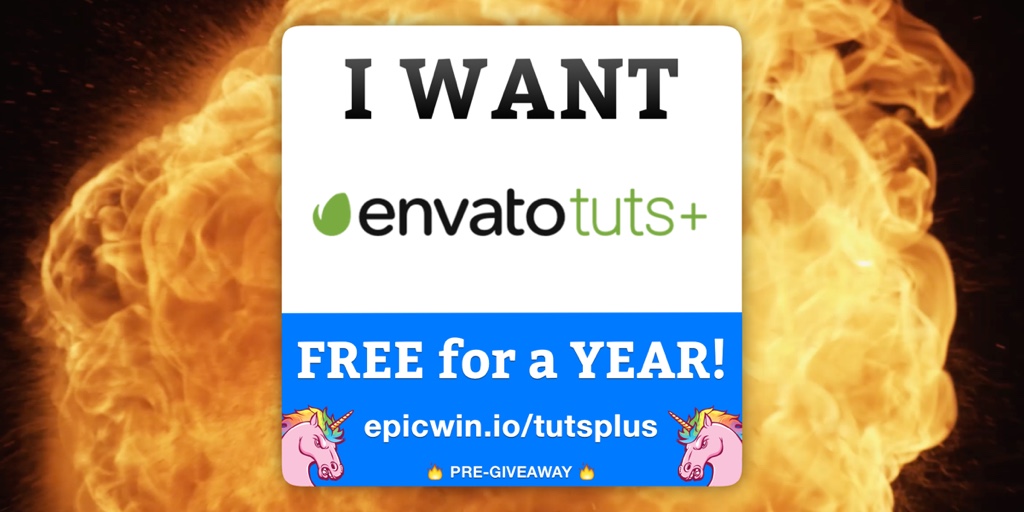 I WANT
envatotuts+
FREE for a YEAR!
epicwin.io/tutsplus
🔥 PRE-GIVEAWAY 🔥